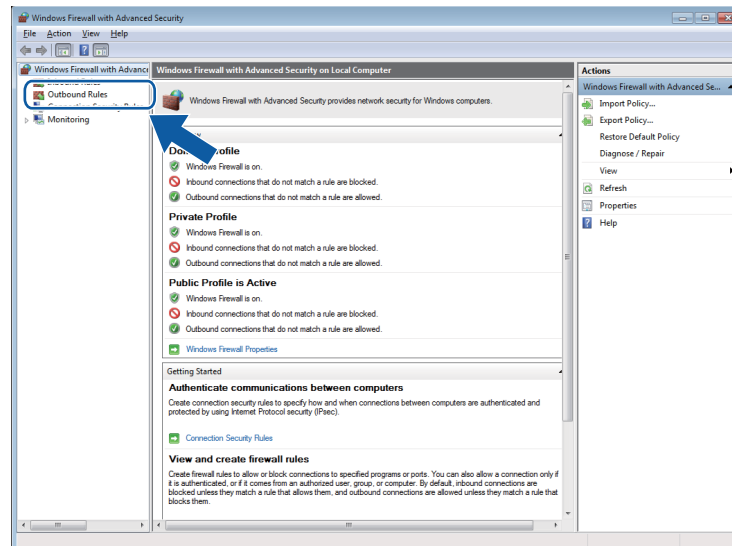 Windows Firewall with Advanced Security
File Action View Help
Windows Firewall with Advance
Inbound Rules
Outbound Rules
Connection Security Rules
Monitoring
Windows Firewall with Advanced Security on Local Computer
Windows Firewall with Advanced Security provides network security for Windows computers.
Windows Firewall is on.
Inbound connections that do not match a rule are blocked.
Outbound connections that do not match a rule are allowed.
Private Profile
Windows Firewall is on.
Inbound connections that do not match a rule are blocked.
Outbound connections that do not match a rule are allowed.
Public Profile is Active
Windows Firewall is on.
Inbound connections that do not match a rule are blocked.
Outbound connections that do not match a rule are allowed.
Windows Firewall Properties
Getting Started
Authenticate communications between computers
Create connection security rules to specify how and when connections between computers are authenticated and
protected by using Internet Protocol security (IPsec).
Connection Security Rules
View and create firewall rules
Create firewall rules to allow or block connections to specified programs or ports. You can also allow a connection only if
it is authenticated, or if it comes from an authorized user, group, or computer. By default, inbound connections are
blocked unless they match a rule that allows them, and outbound connections are allowed unless they match a rule that
blocks them.
Actions
Windows Firewall with Advanced Se...
Import Policy...
Export Policy...
Restore Default Policy
Diagnose / Repair
View
Refresh
Properties
Help